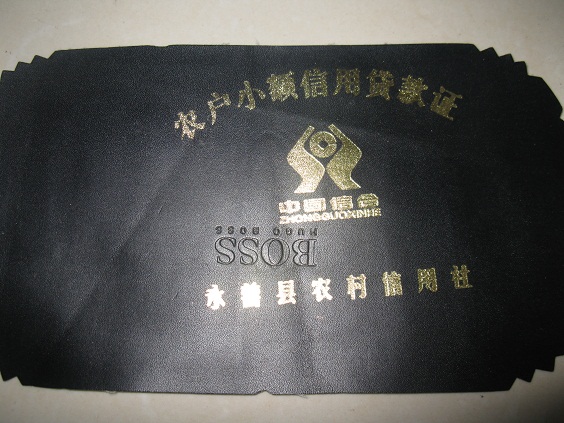 农户小额信用贷款证
中国信合
ZHONGGUOXINHE
BOSS
HUGO BOSS
永善县农村信用社